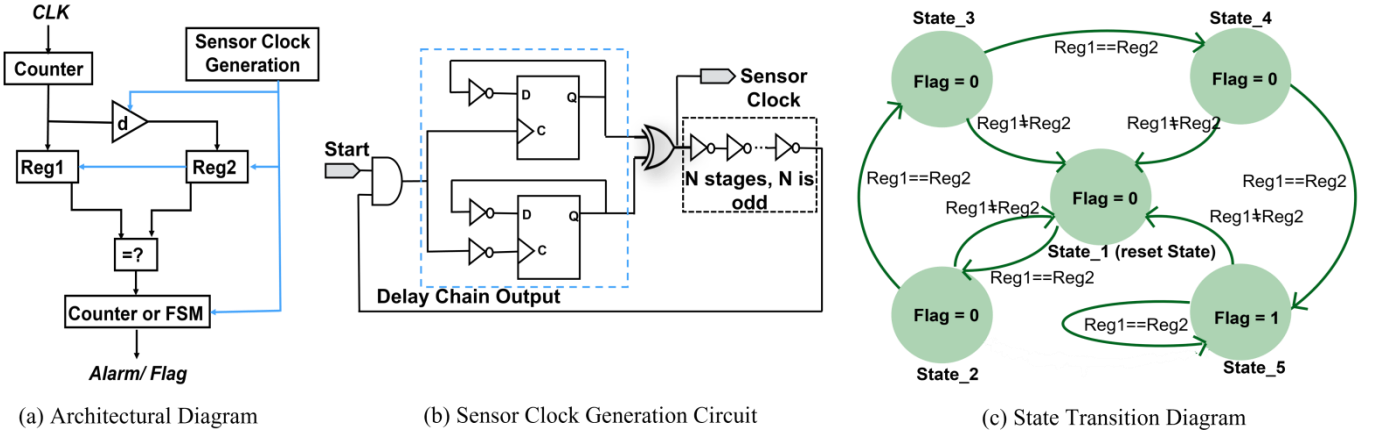 CLK
Counter
Sensor Clock
Generation
d
Reg1
Reg2
=?
Counter or FSM
Alarm/ Flag
(a) Architectural Diagram
D
Q
C
Start
D
Q
C
Sensor
Clock
N stages, N is
odd
Delay Chain Output
(b) Sensor Clock Generation Circuit
State_3
State_4
Reg1==Reg2
Flag = 0
Flag = 0
Reg1‡Reg2
Reg1‡Reg2
Reg1==Reg2
Flag = 0
Reg1==Reg2
Reg1‡Reg2
Reg1‡Reg2
State_1 (reset State)
Reg1==Reg2
Flag = 0
Reg1==Reg2
Flag = 1
State_2
State_5
(c) State Transition Diagram